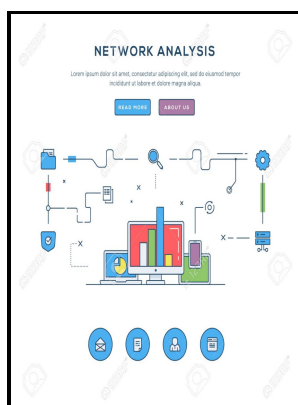 NETWORK ANALYSIS
Lorem ipsum dolor sit amet, consectetur adipiscing elit, sed do eiusmod tempor
incididunt ut labore et dolore magna aliqua.
READ MORE
ABOUT US